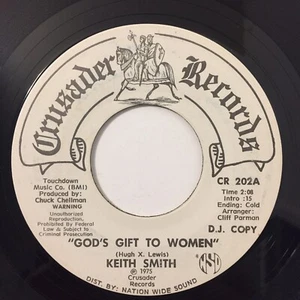 Crusader Records
Touchdown
Music Co. (BMI)
Produced by:
Chuck Chellman
WARNING
Unauthorized
Reproduction,
Prohibited By Federal
Law & Subject to
Criminal Prosecution
CR 202A
Time 2:08
Intro :15
Ending: Cold
Arranger:
Cliff Parman
D.J. COPY
"GOD'S GIFT TO WOMEN"
(Hugh X. Lewis)
KEITH SMITH
℗ 1975
Crusader
Records
DIST. BY: NATION WIDE SOUND